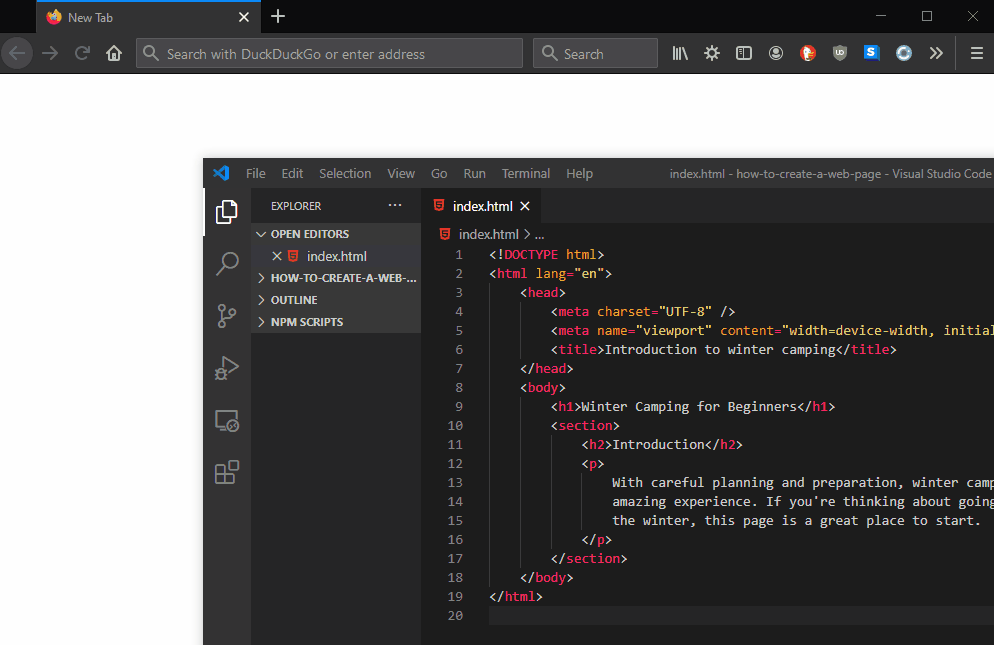 New Tab
Search with DuckDuckGo or enter address
Search
File Edit Selection View Go Run Terminal Help index.html - how-to-create-a-web-page - Visual Studio Code
EXPLORER
index.html
OPEN EDITORS
index.html
HOW-TO-CREATE-A-WEB-...
OUTLINE
NPM SCRIPTS
index.html > ...
1 <!DOCTYPE html>
2 <html lang="en">
3 <head>
4 <meta charset="UTF-8" />
5 <meta name="viewport" content="width=device-width, initial
6 <title>Introduction to winter camping</title>
7 </head>
8 <body>
9 <h1>Winter Camping for Beginners</h1>
10 <section>
11 <h2>Introduction</h2>
12 <p>
13 With careful planning and preparation, winter camp
14 amazing experience. If you're thinking about going
15 the winter, this page is a great place to start.
16 </p>
17 </section>
18 </body>
19 </html>
20